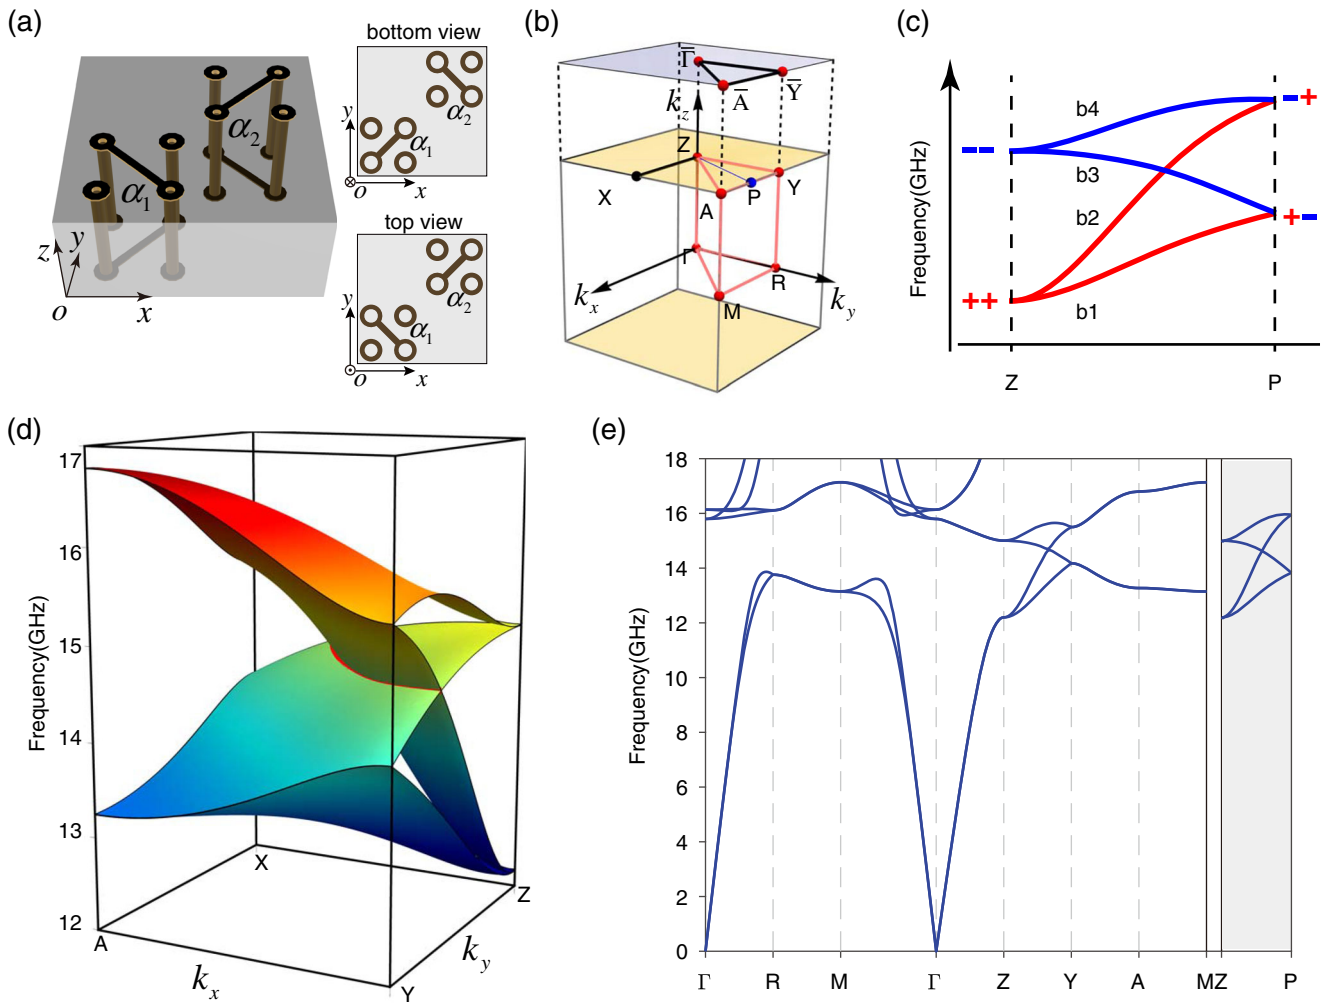 (a)
α1
α2
z
y
o
x
bottom view
α2
α1
y
o
x
top view
α2
α1
y
o
x
(b)
Γ̅
A̅
Y̅
kz
Z
X
A
P
Y
Γ
R
M
kx
ky
(c)
Frequency(GHz)
b4
b3
b2
b1
−+
−−
+−
++
Z
P
(d)
Frequency(GHz)
17
16
15
14
13
12
X
Z
A
Y
kx
ky
(e)
Frequency(GHz)
18
16
14
12
10
8
6
4
2
0
Γ R M Γ Z Y A MZ P